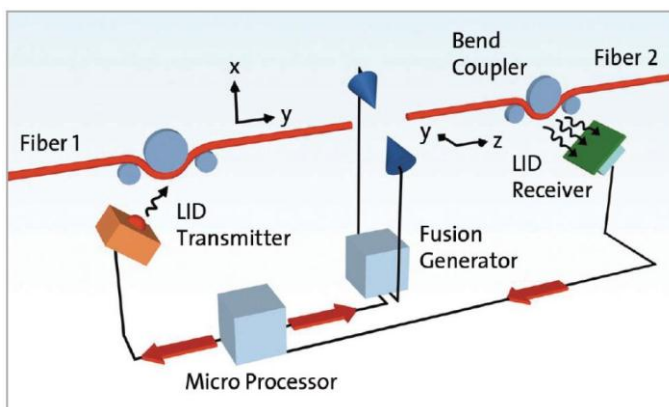 Bend
Coupler
Fiber 2
x
y
Fiber 1
y
z
LID
Transmitter
LID
Receiver
Fusion
Generator
Micro Processor